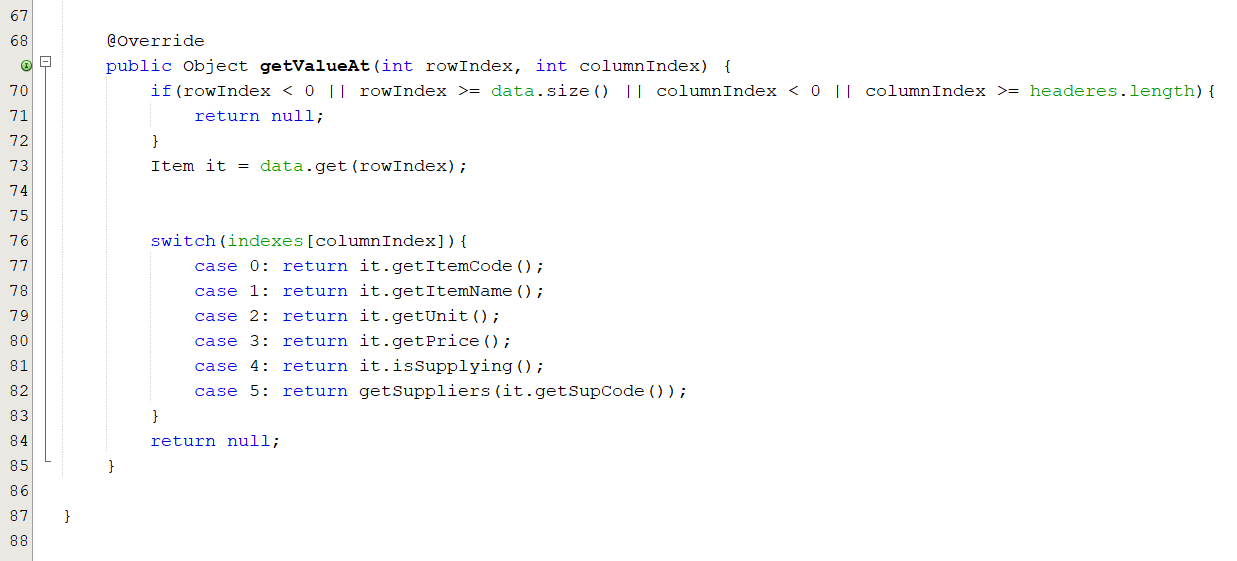 67
68 @Override
public Object getValueAt(int rowIndex, int columnIndex) {
70 if(rowIndex < 0 || rowIndex >= data.size() || columnIndex < 0 || columnIndex >= headeres.length){
71 return null;
72 }
73 Item it = data.get(rowIndex);
74
75
76 switch(indexes[columnIndex]){
77 case 0: return it.getItemCode();
78 case 1: return it.getItemName();
79 case 2: return it.getUnit();
80 case 3: return it.getPrice();
81 case 4: return it.isSupplying();
82 case 5: return getSuppliers(it.getSupCode());
83 }
84 return null;
85 }
86
87 }
88